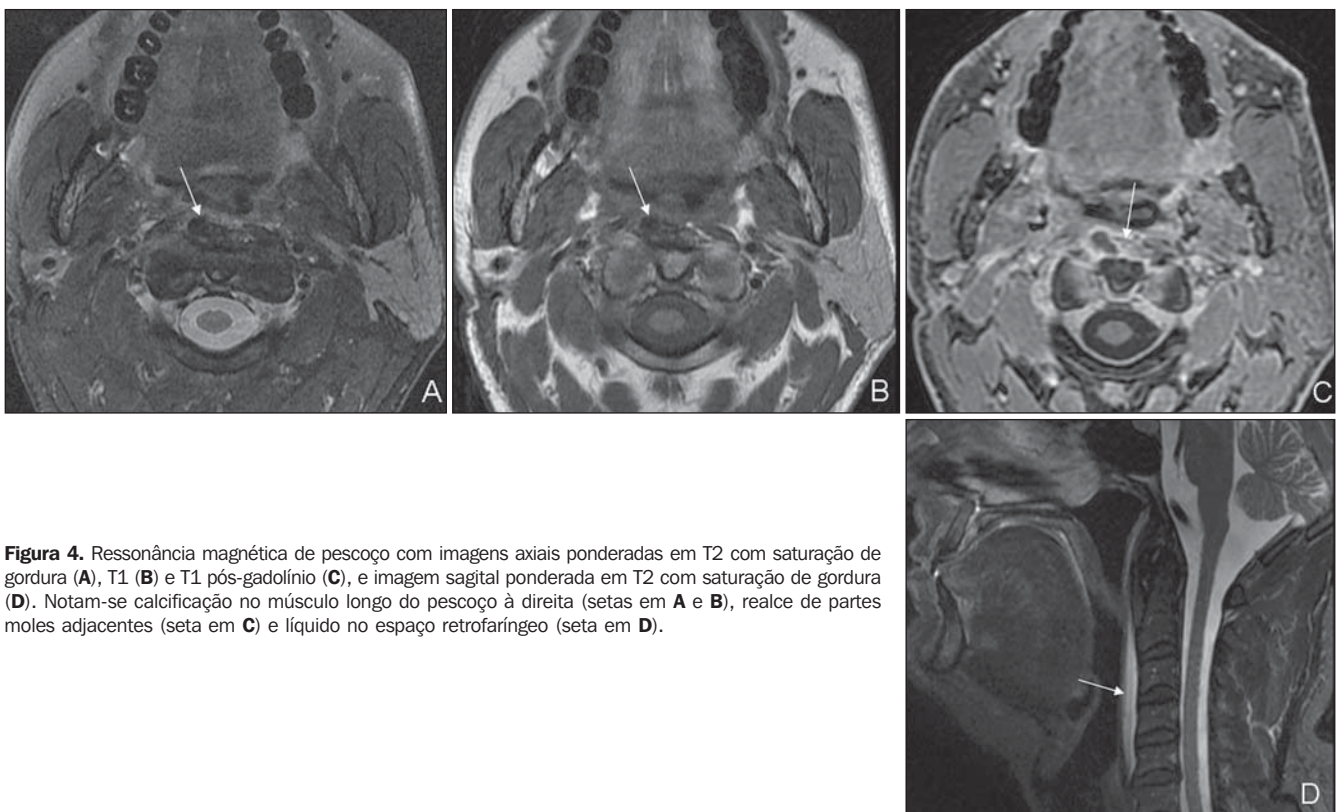 A
B
C
Figura 4. Ressonância magnética de pescoço com imagens axiais ponderadas em T2 com saturação de
gordura (A), T1 (B) e T1 pós-gadolínio (C), e imagem sagital ponderada em T2 com saturação de gordura
(D). Notam-se calcificação no músculo longo do pescoço à direita (setas em A e B), realce de partes
moles adjacentes (seta em C) e líquido no espaço retrofaríngeo (seta em D).
D